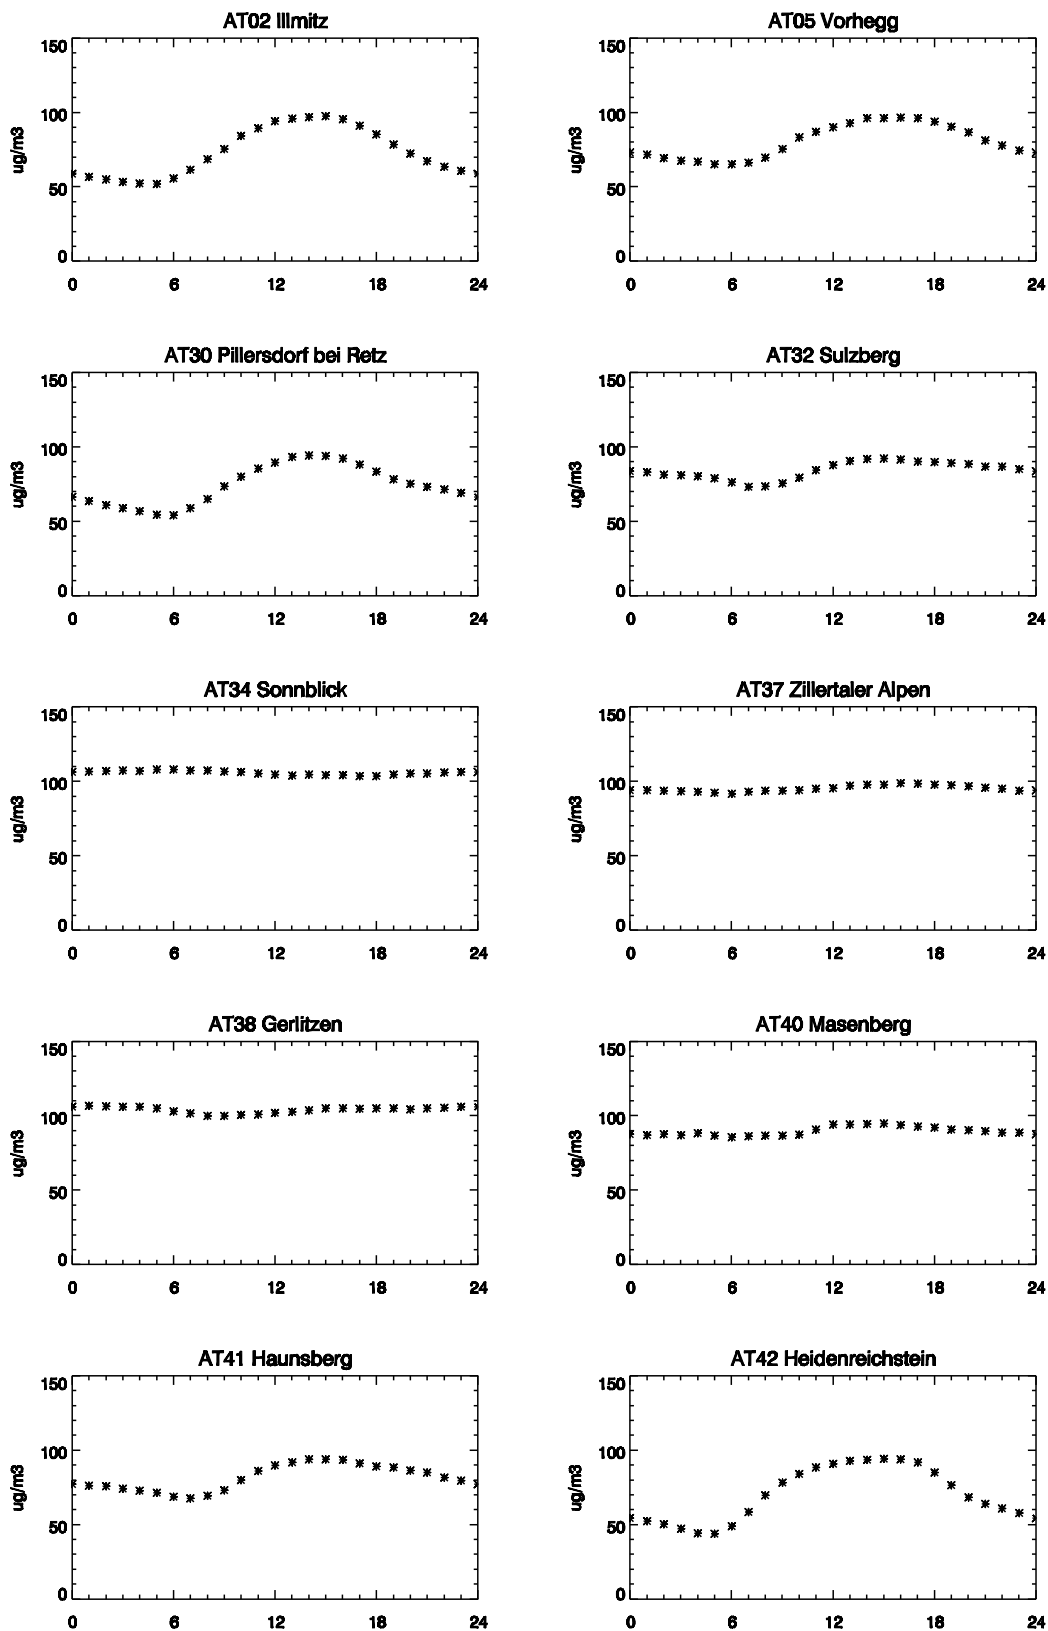 AT02 Illmitz
AT05 Vorhegg
150
100
50
0
ug/m3
0 6 12 18 24
150
100
50
0
ug/m3
0 6 12 18 24
AT30 Pillersdorf bei Retz
AT32 Sulzberg
150
100
50
0
ug/m3
0 6 12 18 24
150
100
50
0
ug/m3
0 6 12 18 24
AT34 Sonnblick
AT37 Zillertaler Alpen
150
100
50
0
ug/m3
0 6 12 18 24
150
100
50
0
ug/m3
0 6 12 18 24
AT38 Gerlitzen
AT40 Masenberg
150
100
50
0
ug/m3
0 6 12 18 24
150
100
50
0
ug/m3
0 6 12 18 24
AT41 Haunsberg
AT42 Heidenreichstein
150
100
50
0
ug/m3
0 6 12 18 24
150
100
50
0
ug/m3
0 6 12 18 24